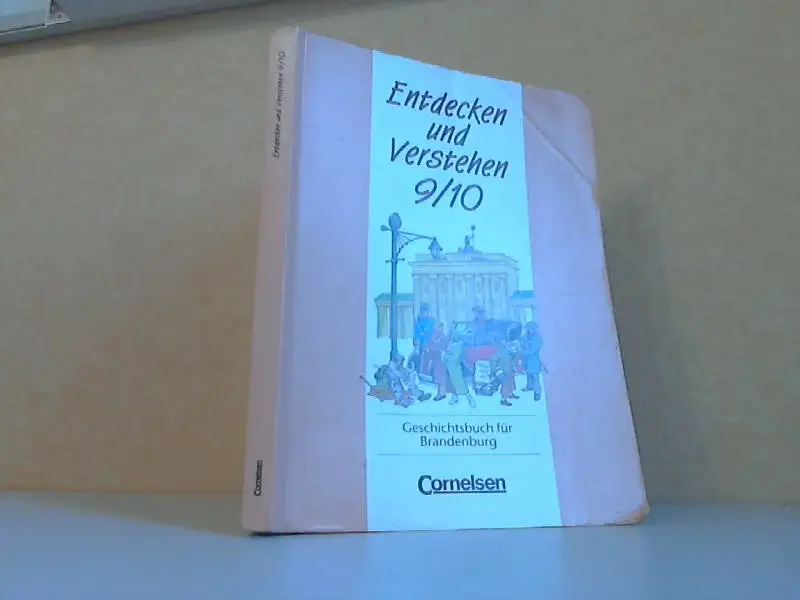 Entdecken und Verstehen 9/10
Cornelsen
Entdecken
und
Verstehen
9/10
Geschichtsbuch für
Brandenburg
Cornelsen